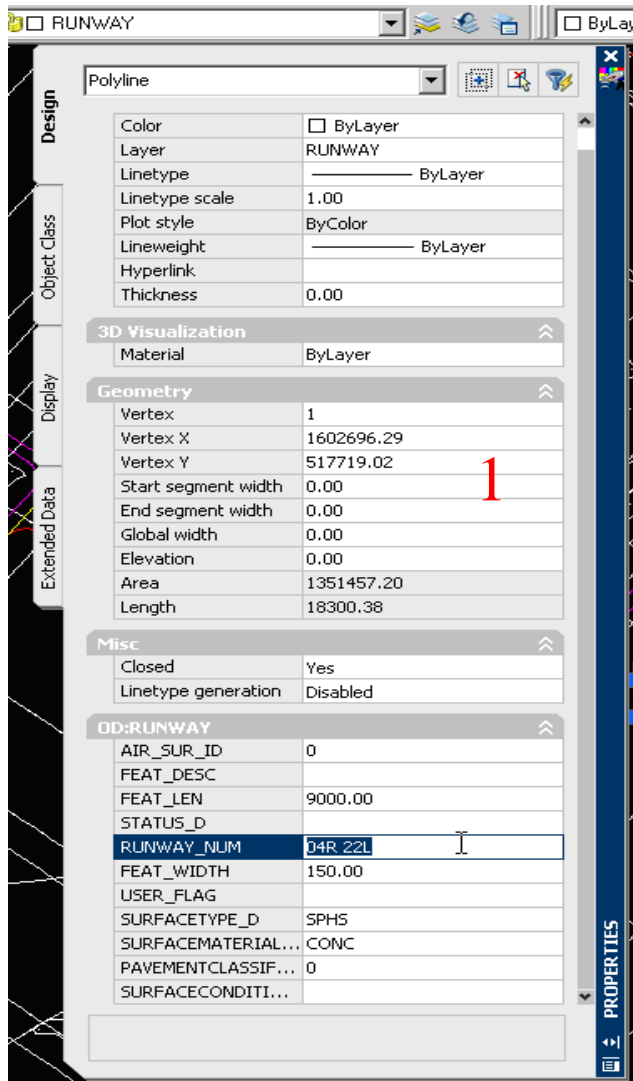 RUNWAY ByLay
Polyline
Design
Object Class
Display
Extended Data
Color ByLayer
Layer RUNWAY
Linetype ByLayer
Linetype scale 1.00
Plot style ByColor
Lineweight ByLayer
Hyperlink
Thickness 0.00
3D Visualization
Material ByLayer
Geometry
Vertex 1
Vertex X 1602696.29
Vertex Y 517719.02
1
Start segment width 0.00
End segment width 0.00
Global width 0.00
Elevation 0.00
Area 1351457.20
Length 18300.38
Misc
Closed Yes
Linetype generation Disabled
OD:RUNWAY
AIR_SUR_ID 0
FEAT_DESC
FEAT_LEN 9000.00
STATUS_D
RUNWAY_NUM 04R 22L
FEAT_WIDTH 150.00
USER_FLAG
SURFACETYPE_D SPHS
SURFACEMATERIAL... CONC
PAVEMENTCLASSIF... 0
SURFACECONDITI...
PROPERTIES